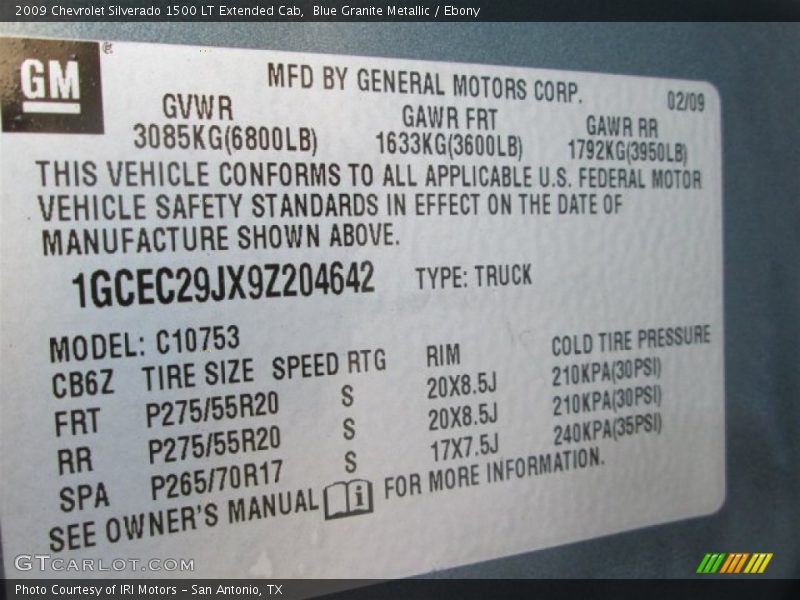 2009 Chevrolet Silverado 1500 LT Extended Cab, Blue Granite Metallic / Ebony
GM ®
MFD BY GENERAL MOTORS CORP. 02/09
GVWR GAWR FRT GAWR RR
3085KG(6800LB) 1633KG(3600LB) 1792KG(3950LB)
THIS VEHICLE CONFORMS TO ALL APPLICABLE U.S. FEDERAL MOTOR
VEHICLE SAFETY STANDARDS IN EFFECT ON THE DATE OF
MANUFACTURE SHOWN ABOVE.
1GCEC29JX9Z204642 TYPE: TRUCK
MODEL: C10753
CB6Z TIRE SIZE SPEED RTG RIM COLD TIRE PRESSURE
FRT P275/55R20 S 20X8.5J 210KPA(30PSI)
RR P275/55R20 S 20X8.5J 210KPA(30PSI)
SPA P265/70R17 S 17X7.5J 240KPA(35PSI)
SEE OWNER'S MANUAL i FOR MORE INFORMATION.
GTCARLOT.COM
Photo Courtesy of IRI Motors – San Antonio, TX